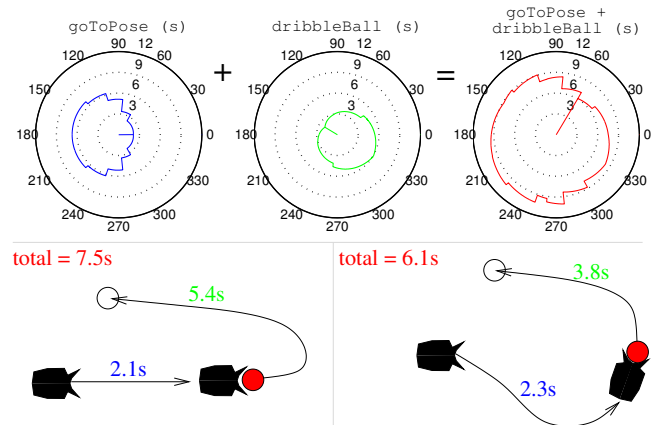 goToPose (s)
dribbleBall (s)
goToPose +
dribbleBall (s)
90 12
120 60
9
150 6 30
3
180 0
210 330
240 300
270
+
90 12
120 60
9
150 6 30
3
180 0
210 330
240 300
270
=
90 12
120 60
9
150 6 30
3
180 0
210 330
240 300
270
total = 7.5s
5.4s
2.1s
total = 6.1s
3.8s
2.3s